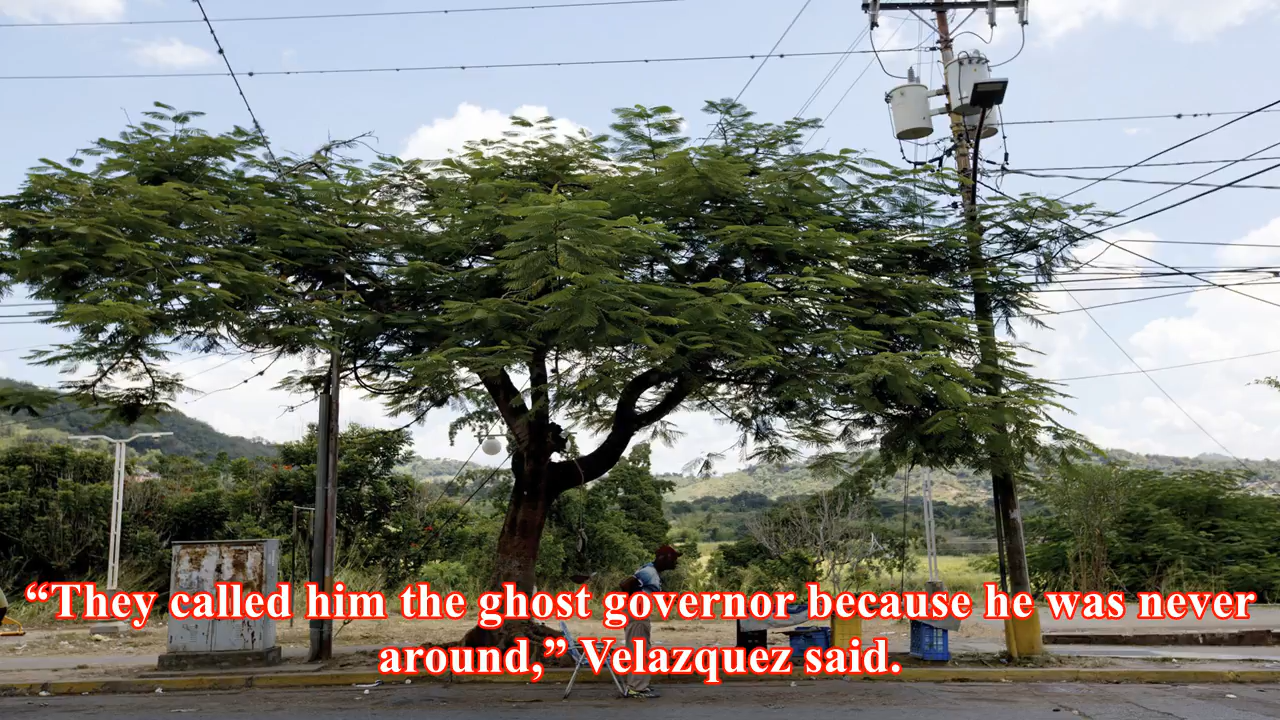 “They called him the ghost governor because he was never
around,” Velazquez said.